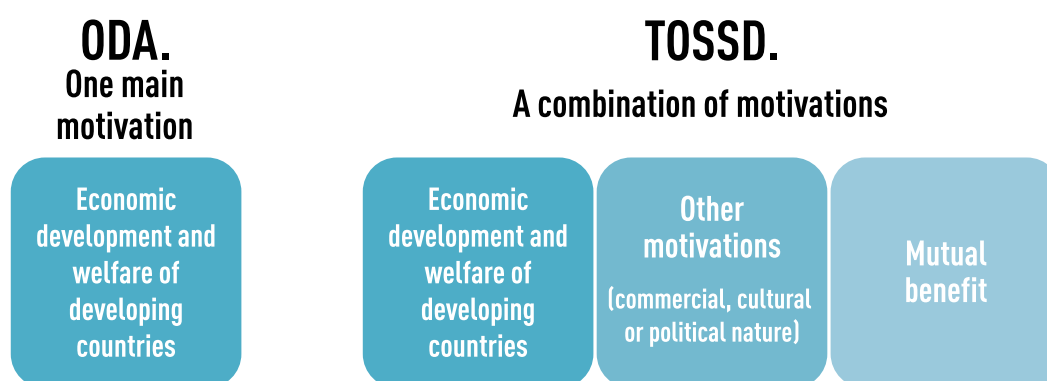 ODA.
One main
motivation
Economic
development and
welfare of
developing
countries
TOSSD.
A combination of motivations
Economic
development and
welfare of
developing
countries
Other
motivations
(commercial, cultural
or political nature)
Mutual
benefit